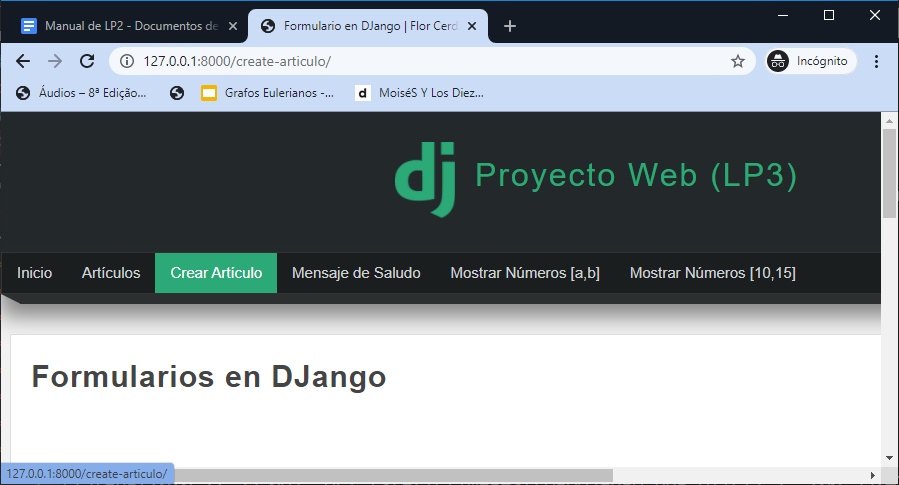 Manual de LP2 - Documentos de
Formulario en DJango | Flor Cerd
127.0.0.1:8000/create-articulo/
Incógnito
Áudios – 8ª Edição...
Grafos Eulerianos -...
d
MoiséS Y Los Diez...
dj
Proyecto Web (LP3)
Inicio
Artículos
Crear Articulo
Mensaje de Saludo
Mostrar Números [a,b]
Mostrar Números [10,15]
Formularios en DJango
127.0.0.1:8000/create-articulo/